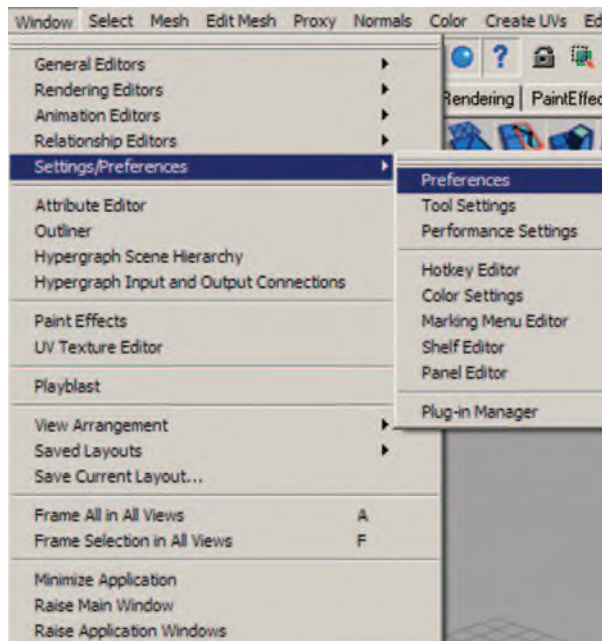 Window Select Mesh Edit Mesh Proxy Normals Color Create UVs Ed
General Editors
Rendering Editors
Animation Editors
Relationship Editors
Settings/Preferences
Attribute Editor
Outliner
Hypergraph Scene Hierarchy
Hypergraph Input and Output Connections
Paint Effects
UV Texture Editor
Playblast
View Arrangement
Saved Layouts
Save Current Layout...
Frame All in All Views A
Frame Selection in All Views F
Minimize Application
Raise Main Window
Raise Application Windows
?
Rendering PaintEffec
Preferences
Tool Settings
Performance Settings
Hotkey Editor
Color Settings
Marking Menu Editor
Shelf Editor
Panel Editor
Plug-in Manager